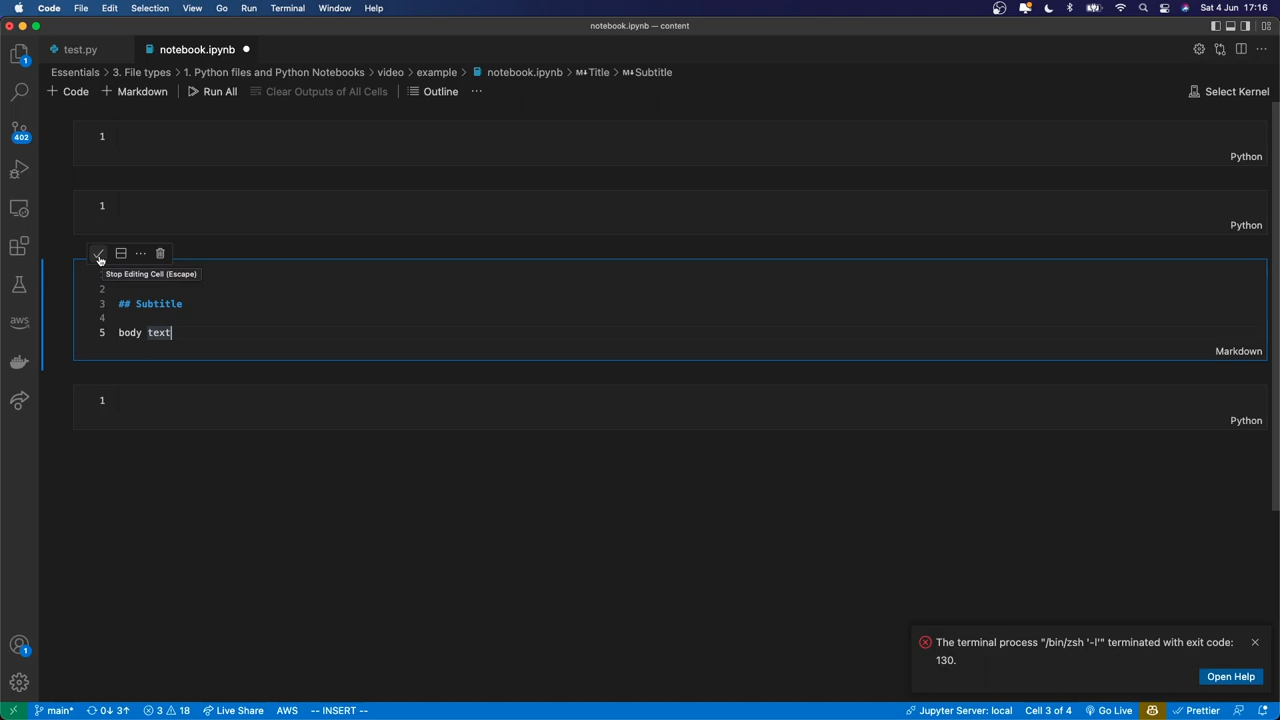 Code File Edit Selection View Go Run Terminal Window Help Sat 4 Jun 17:16
notebook.ipynb — content
test.py notebook.ipynb
Essentials > 3. File types > 1. Python files and Python Notebooks > video > example > notebook.ipynb > Title > Subtitle
+ Code + Markdown Run All Clear Outputs of All Cells Outline ... Select Kernel
1
Python
1
Python
Stop Editing Cell (Escape)
2
3 ## Subtitle
4
5 body text
Markdown
1
Python
1
402
aws
1
The terminal process "/bin/zsh '-l'" terminated with exit code:
130.
Open Help
main* 0↓ 3↑ 3 18 Live Share AWS -- INSERT -- Jupyter Server: local Cell 3 of 4 Go Live Prettier